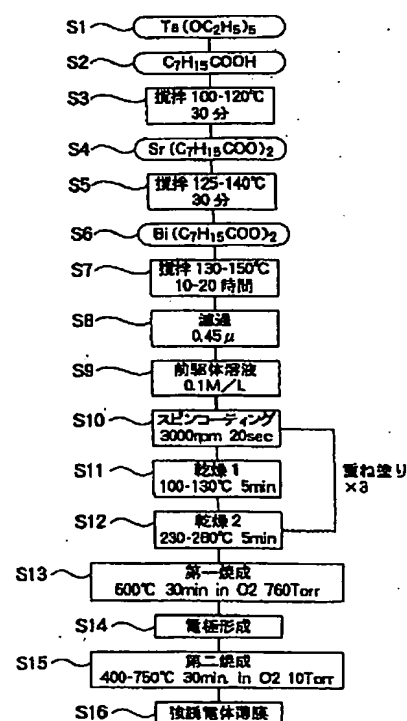 S1 Ta(OC2H5)5
S2 C7H15COOH
S3 攪拌 100-120℃
30分
S4 Sr(C7H15COO)2
S5 攪拌 125-140℃
30分
S6 Bi(C7H15COO)2
S7 攪拌 130-150℃
10-20時間
S8 濾過
0.45μ
S9 前駆体溶液
0.1M/L
S10 スピンコーティング
3000rpm 20sec
S11 乾燥1
100-130℃ 5min
S12 乾燥2
230-280℃ 5min
重ね塗り
×3
S13 第一焼成
600℃ 30min in O2 760Torr
S14 電極形成
S15 第二焼成
400-750℃ 30min. in O2 10Torr
S16 強誘電体薄膜